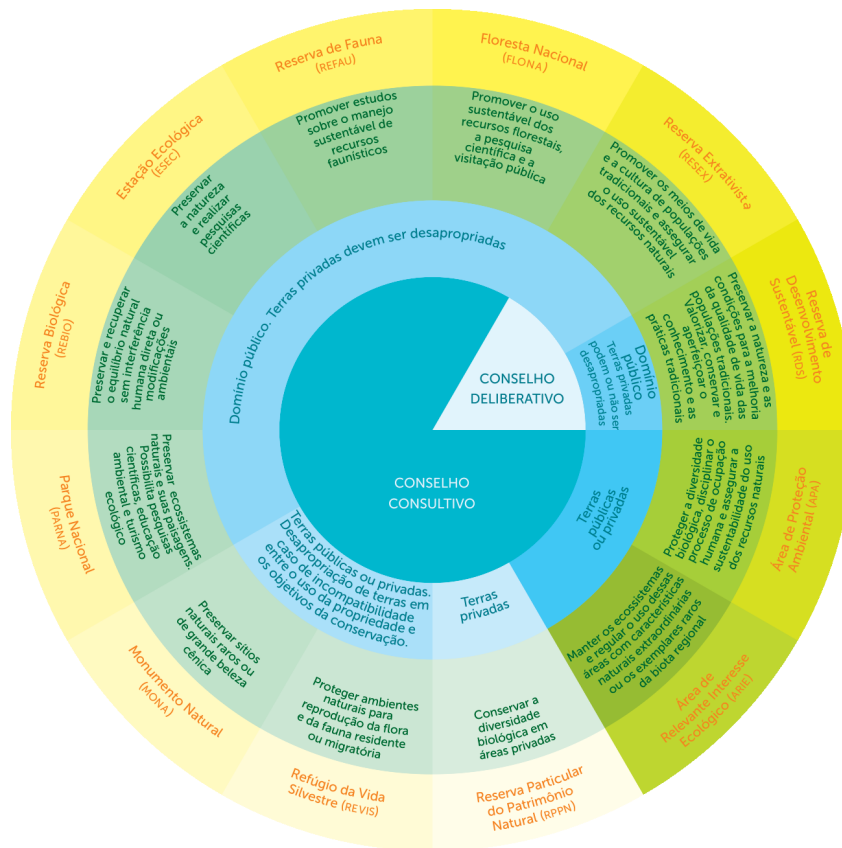 Reserva de Fauna
(REFAU)
Floresta Nacional
(FLONA)
Reserva Extrativista
(RESEX)
Reserva de
Desenvolvimento
Sustentável (RDS)
Área de Proteção
Ambiental (APA)
Área de
Relevante Interesse
Ecológico (ARIE)
Reserva Particular
do Patrimônio
Natural (RPPN)
Refúgio da Vida
Silvestre (REVIS)
Monumento Natural
(MONA)
Parque Nacional
(PARNA)
Reserva Biológica
(REBIO)
Estação Ecológica
(ESEC)
Promover estudos
sobre o manejo
sustentável de
recursos
faunísticos
Promover o uso
sustentável dos
recursos florestais,
a pesquisa
científica e a
visitação pública
Promover os meios de vida
e a cultura de populações
tradicionais e assegurar
o uso sustentável
dos recursos naturais
Preservar a natureza e as
condições para a melhoria
da qualidade de vida das
populações tradicionais.
Valorizar, conservar e
aperfeiçoar o
conhecimento e as
práticas tradicionais
Proteger a diversidade
biológica, disciplinar o
processo de ocupação
humana e assegurar a
sustentabilidade do uso
dos recursos naturais
Manter os ecossistemas
e regular o uso dessas
áreas com características
naturais extraordinárias
ou os exemplares raros
da biota regional
Conservar a
diversidade
biológica em
áreas privadas
Proteger ambientes
naturais para
reprodução da flora
e da fauna residente
ou migratória
Preservar sítios
naturais raros ou
de grande beleza
cênica
Preservar ecossistemas
naturais e suas paisagens.
Possibilita pesquisas
científicas, educação
ambiental e turismo
ecológico
Preservar e recuperar
o equilíbrio natural
sem interferência
humana direta ou
modificações
ambientais
Preservar
a natureza
e realizar
pesquisas
científicas
Domínio público. Terras privadas devem ser desapropriadas
Domínio
público
Terras privadas
podem ou não ser
desapropriadas
Terras
públicas
ou privadas
Terras
privadas
Terras públicas ou privadas.
Desapropriação de terras em
caso de incompatibilidade
entre o uso da propriedade e
os objetivos da conservação.
CONSELHO
DELIBERATIVO
CONSELHO
CONSULTIVO